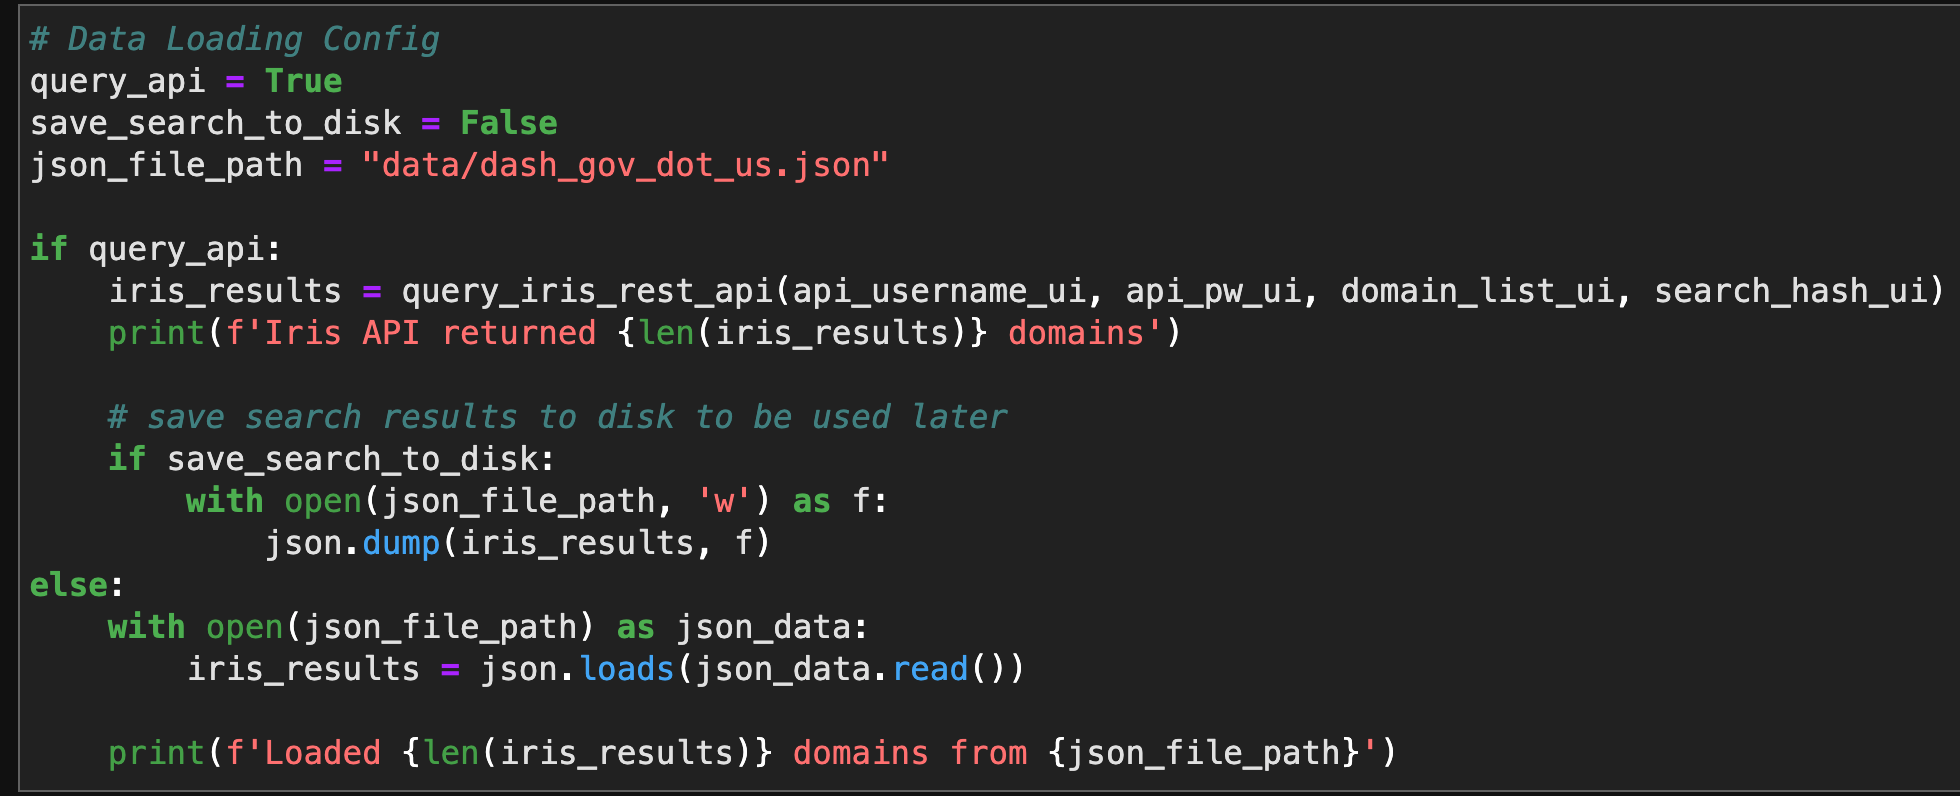 # Data Loading Config
query_api = True
save_search_to_disk = False
json_file_path = "data/dash_gov_dot_us.json"

if query_api:
    iris_results = query_iris_rest_api(api_username_ui, api_pw_ui, domain_list_ui, search_hash_ui)
    print(f'Iris API returned {len(iris_results)} domains')

    # save search results to disk to be used later
    if save_search_to_disk:
        with open(json_file_path, 'w') as f:
            json.dump(iris_results, f)
else:
    with open(json_file_path) as json_data:
        iris_results = json.loads(json_data.read())

    print(f'Loaded {len(iris_results)} domains from {json_file_path}')